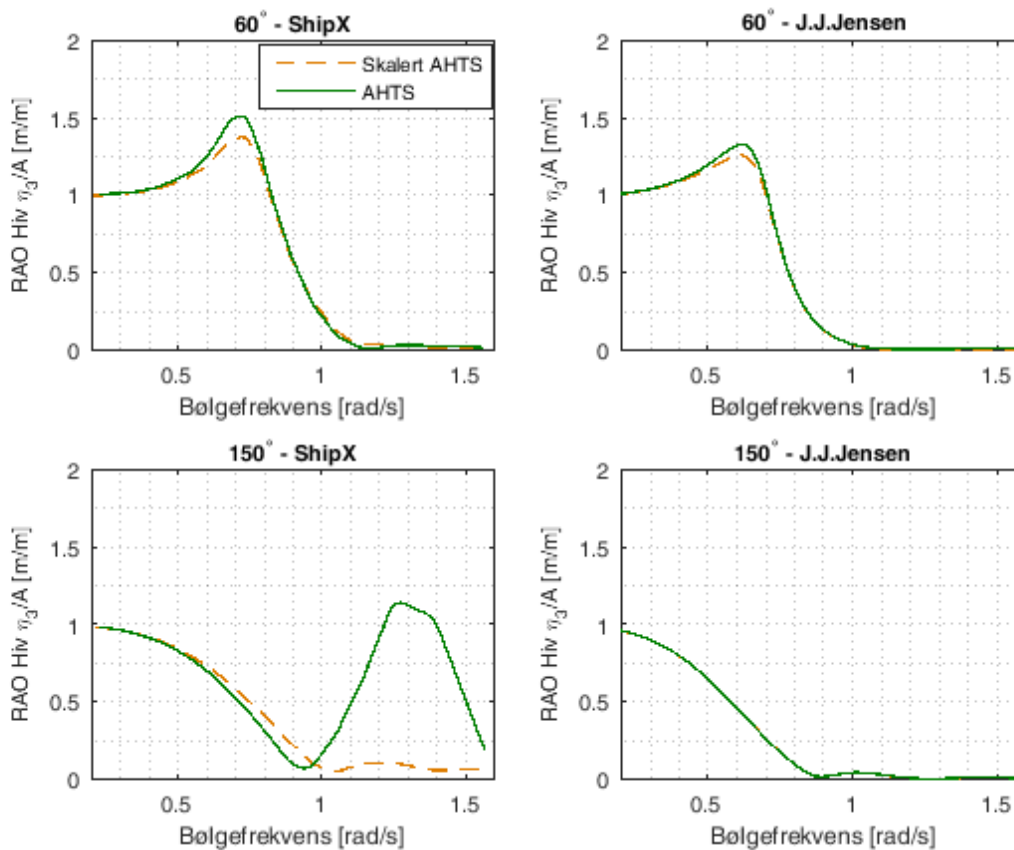 60° - ShipX
RAO Hiv η₃/A [m/m]
2
1.5
1
0.5
0
Skalert AHTS
AHTS
0.5 1 1.5
Bølgefrekvens [rad/s]
60° - J.J.Jensen
RAO Hiv η₃/A [m/m]
2
1.5
1
0.5
0
0.5 1 1.5
Bølgefrekvens [rad/s]
150° - ShipX
RAO Hiv η₃/A [m/m]
2
1.5
1
0.5
0
0.5 1 1.5
Bølgefrekvens [rad/s]
150° - J.J.Jensen
RAO Hiv η₃/A [m/m]
2
1.5
1
0.5
0
0.5 1 1.5
Bølgefrekvens [rad/s]